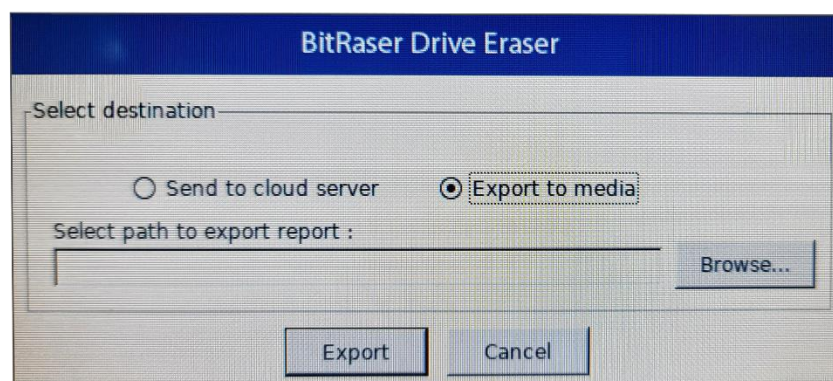 BitRaser Drive Eraser
Select destination
Send to cloud server Export to media
Select path to export report :
Browse...
Export Cancel